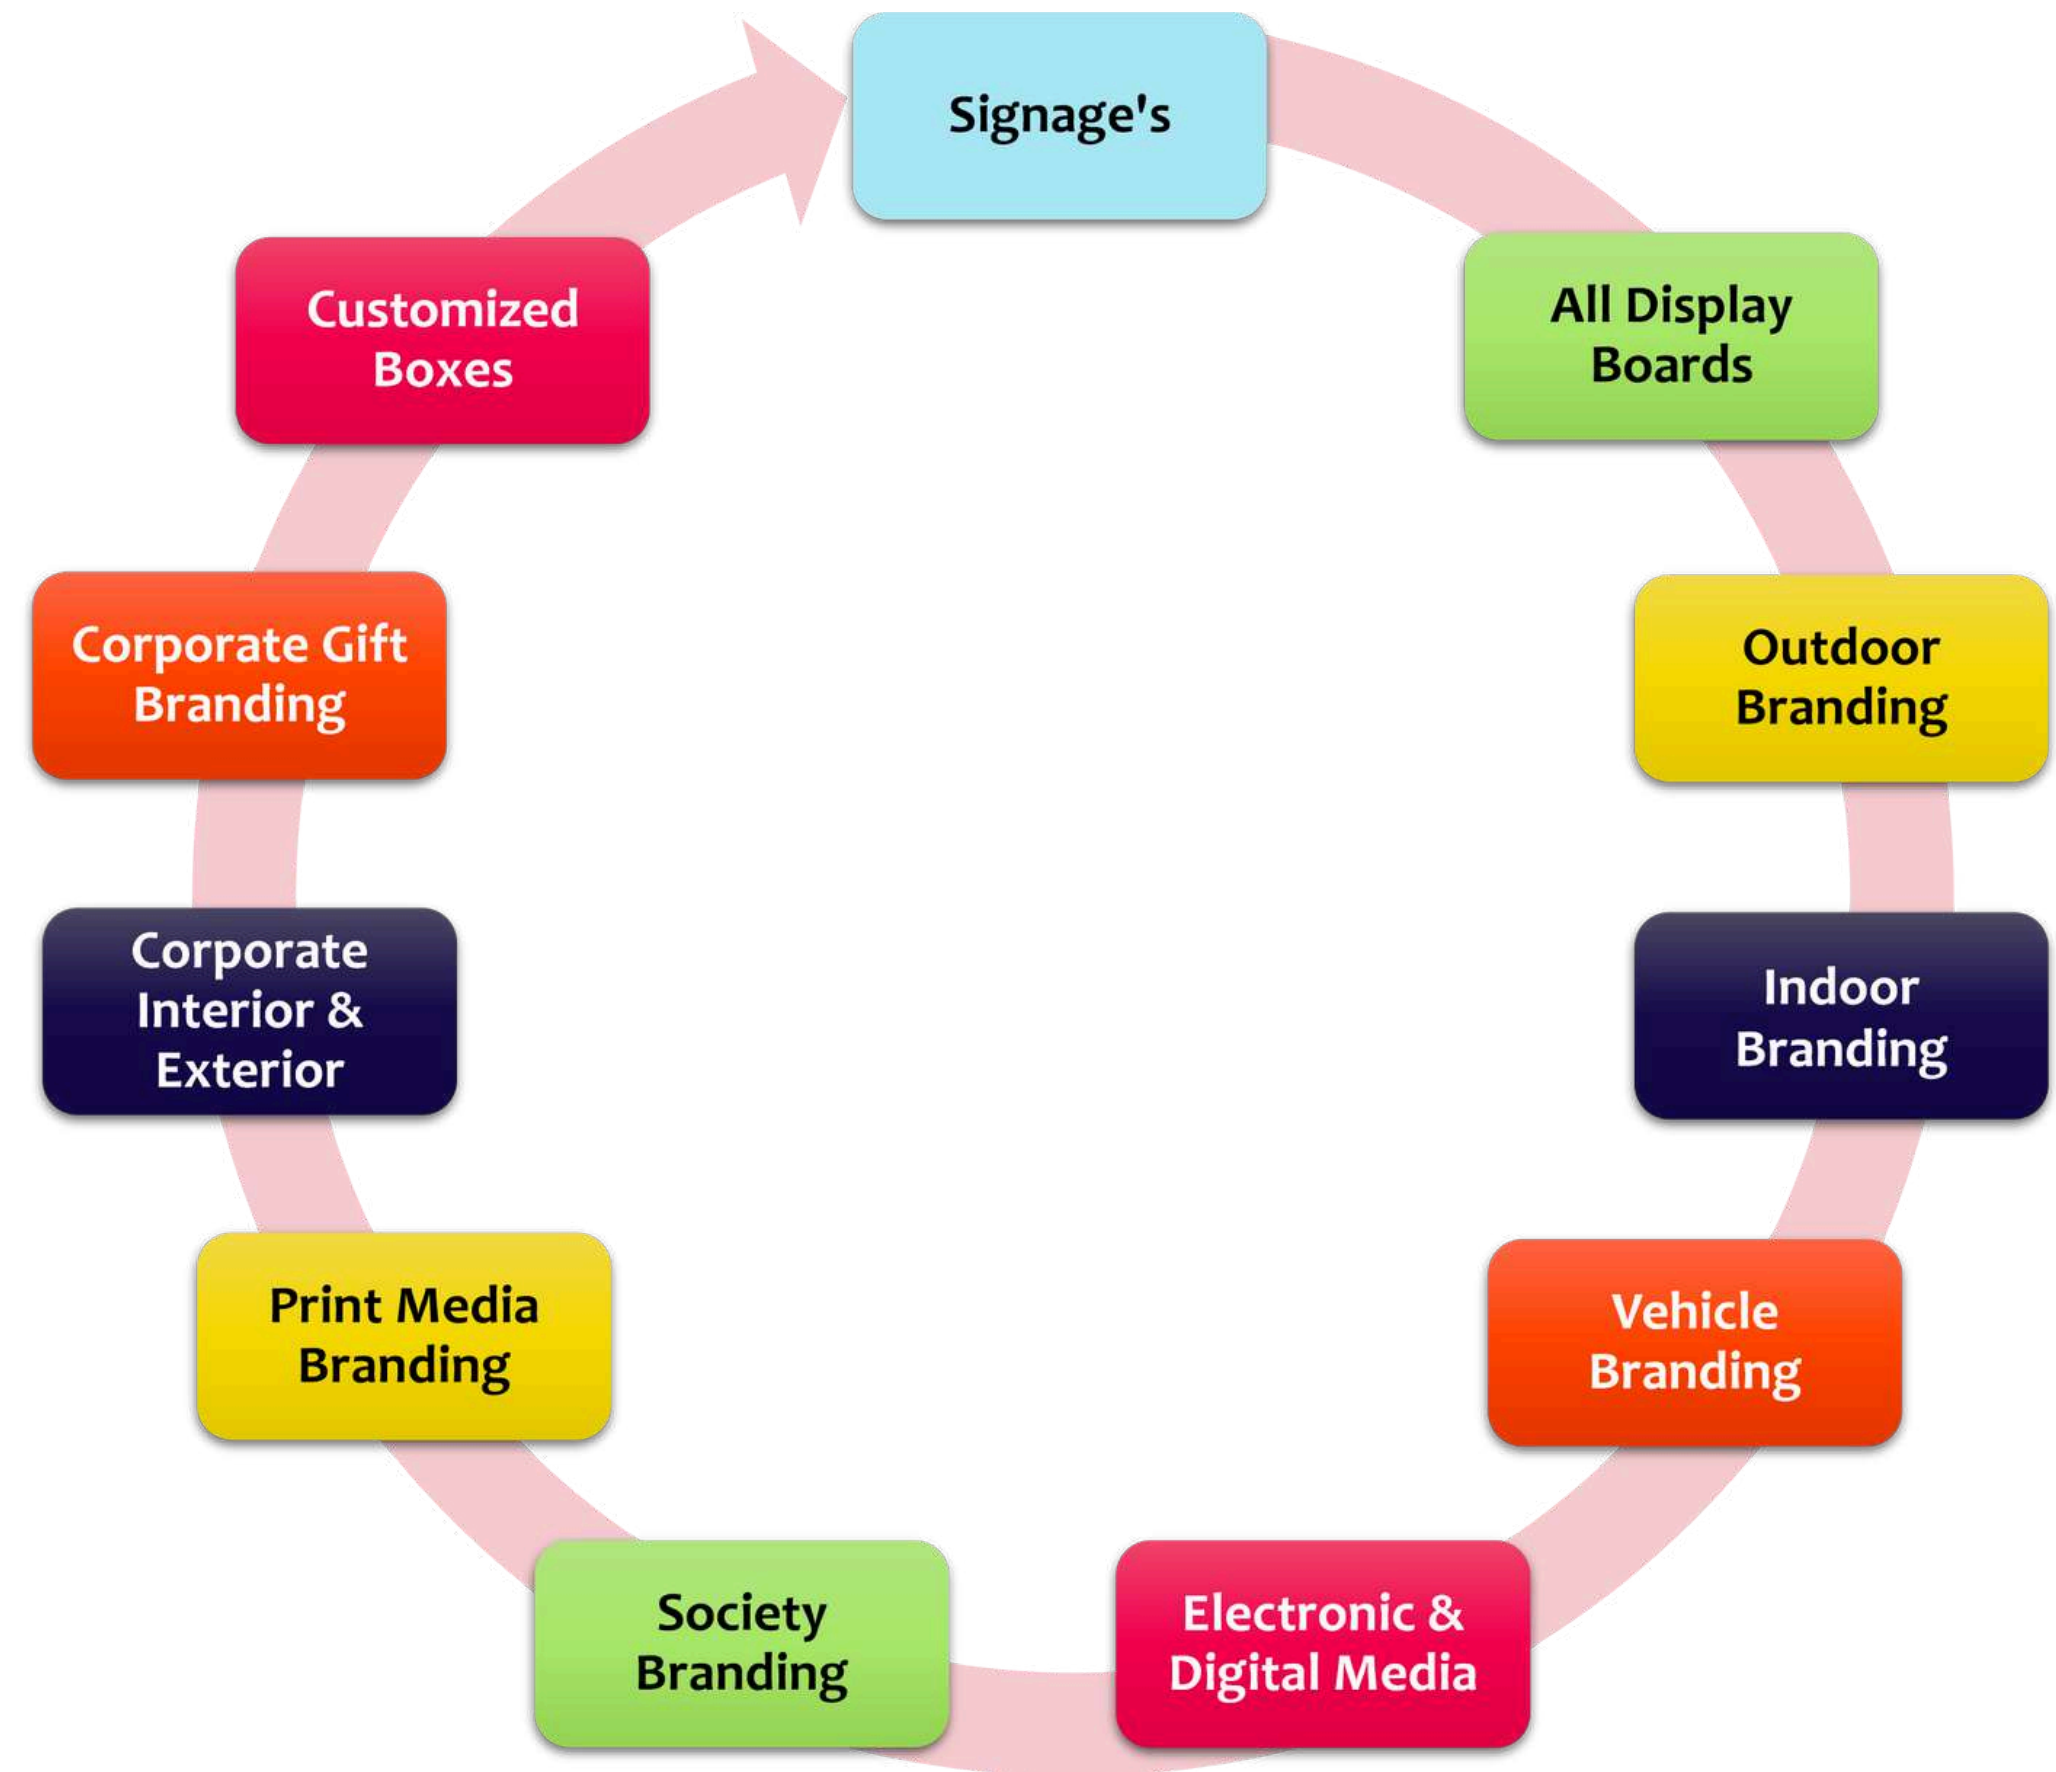 Signage's
All Display
Boards
Outdoor
Branding
Indoor
Branding
Vehicle
Branding
Electronic &
Digital Media
Society
Branding
Print Media
Branding
Corporate
Interior &
Exterior
Corporate Gift
Branding
Customized
Boxes